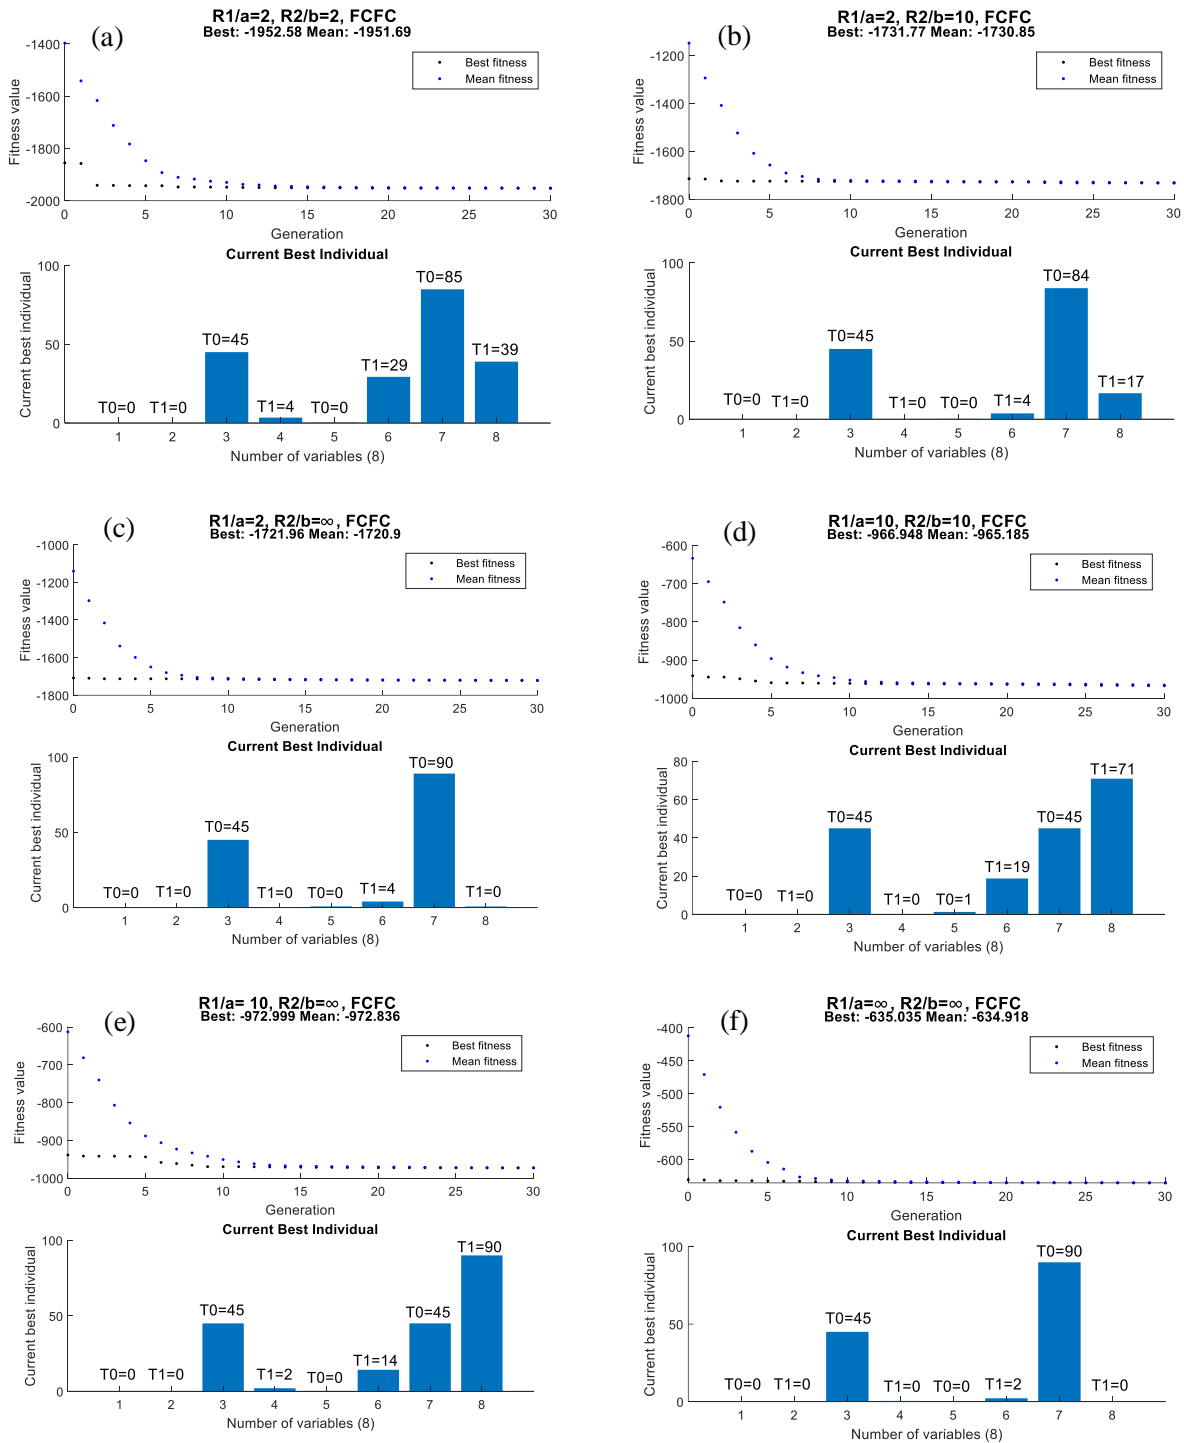 (a)
R1/a=2, R2/b=2, FCFC
Best: -1952.58 Mean: -1951.69
Best fitness
Mean fitness
Fitness value
-1400
-1600
-1800
-2000
0 5 10 15 20 25 30
Generation
Current Best Individual
Current best individual
100
50
0
T0=0 T1=0 T0=45 T1=4 T0=0 T1=29 T0=85 T1=39
1 2 3 4 5 6 7 8
Number of variables (8)
(b)
R1/a=2, R2/b=10, FCFC
Best: -1731.77 Mean: -1730.85
Best fitness
Mean fitness
Fitness value
-1200
-1400
-1600
-1800
0 5 10 15 20 25 30
Generation
Current Best Individual
Current best individual
100
50
0
T0=0 T1=0 T0=45 T1=0 T0=0 T1=4 T0=84 T1=17
1 2 3 4 5 6 7 8
Number of variables (8)
(c)
R1/a=2, R2/b=∞, FCFC
Best: -1721.96 Mean: -1720.9
Best fitness
Mean fitness
Fitness value
-1000
-1200
-1400
-1600
-1800
0 5 10 15 20 25 30
Generation
Current Best Individual
Current best individual
100
50
0
T0=0 T1=0 T0=45 T1=0 T0=0 T1=4 T0=90 T1=0
1 2 3 4 5 6 7 8
Number of variables (8)
(d)
R1/a=10, R2/b=10, FCFC
Best: -966.948 Mean: -965.185
Best fitness
Mean fitness
Fitness value
-600
-700
-800
-900
-1000
0 5 10 15 20 25 30
Generation
Current Best Individual
Current best individual
80
60
40
20
0
T0=0 T1=0 T0=45 T1=0 T0=1 T1=19 T0=45 T1=71
1 2 3 4 5 6 7 8
Number of variables (8)
(e)
R1/a= 10, R2/b=∞, FCFC
Best: -972.999 Mean: -972.836
Best fitness
Mean fitness
Fitness value
-600
-700
-800
-900
-1000
0 5 10 15 20 25 30
Generation
Current Best Individual
Current best individual
100
50
0
T0=0 T1=0 T0=45 T1=2 T0=0 T1=14 T0=45 T1=90
1 2 3 4 5 6 7 8
Number of variables (8)
(f)
R1/a=∞, R2/b=∞, FCFC
Best: -635.035 Mean: -634.918
Best fitness
Mean fitness
Fitness value
-400
-450
-500
-550
-600
0 5 10 15 20 25 30
Generation
Current Best Individual
Current best individual
100
50
0
T0=0 T1=0 T0=45 T1=0 T0=0 T1=2 T0=90 T1=0
1 2 3 4 5 6 7 8
Number of variables (8)